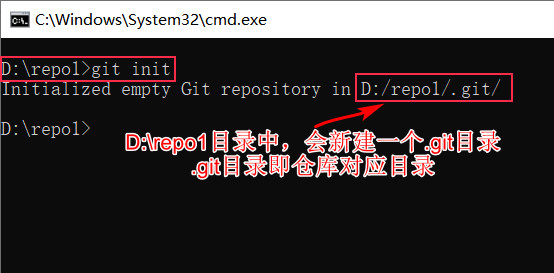 C:\Windows\System32\cmd.exe
D:\repo1>git init
Initialized empty Git repository in D:/repo1/.git/
D:\repo1>
D:\repo1目录中，会新建一个.git目录
.git目录即仓库对应目录